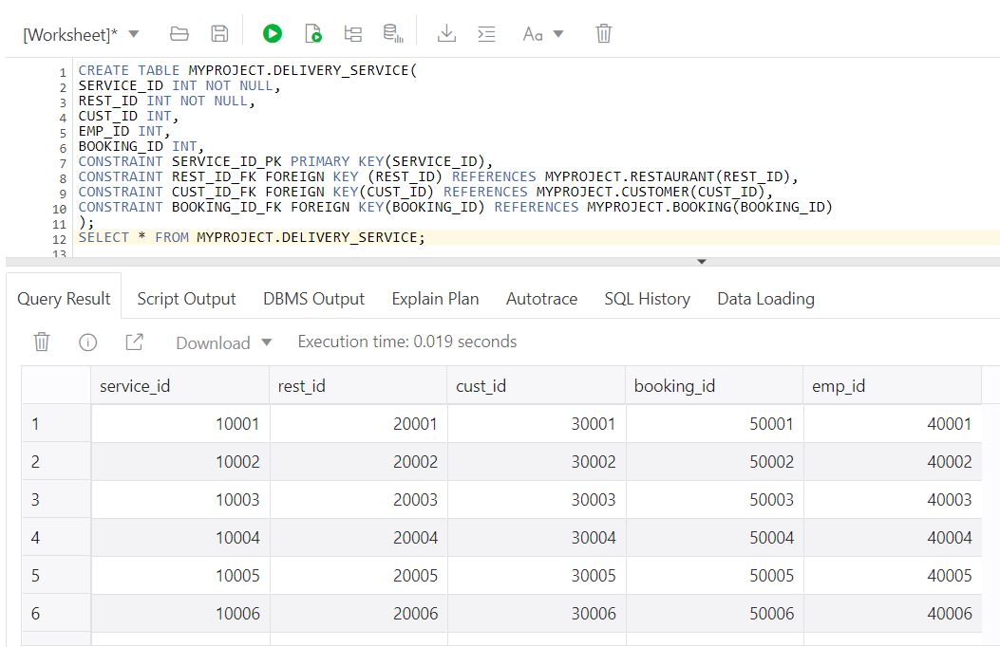 [Worksheet]* Aa
1 CREATE TABLE MYPROJECT.DELIVERY_SERVICE(
2 SERVICE_ID INT NOT NULL,
3 REST_ID INT NOT NULL,
4 CUST_ID INT,
5 EMP_ID INT,
6 BOOKING_ID INT,
7 CONSTRAINT SERVICE_ID_PK PRIMARY KEY(SERVICE_ID),
8 CONSTRAINT REST_ID_FK FOREIGN KEY (REST_ID) REFERENCES MYPROJECT.RESTAURANT(REST_ID),
9 CONSTRAINT CUST_ID_FK FOREIGN KEY(CUST_ID) REFERENCES MYPROJECT.CUSTOMER(CUST_ID),
10 CONSTRAINT BOOKING_ID_FK FOREIGN KEY(BOOKING_ID) REFERENCES MYPROJECT.BOOKING(BOOKING_ID)
11 );
12 SELECT * FROM MYPROJECT.DELIVERY_SERVICE;
13
Query Result Script Output DBMS Output Explain Plan Autotrace SQL History Data Loading
Download Execution time: 0.019 seconds
service_id rest_id cust_id booking_id emp_id
1 10001 20001 30001 50001 40001
2 10002 20002 30002 50002 40002
3 10003 20003 30003 50003 40003
4 10004 20004 30004 50004 40004
5 10005 20005 30005 50005 40005
6 10006 20006 30006 50006 40006